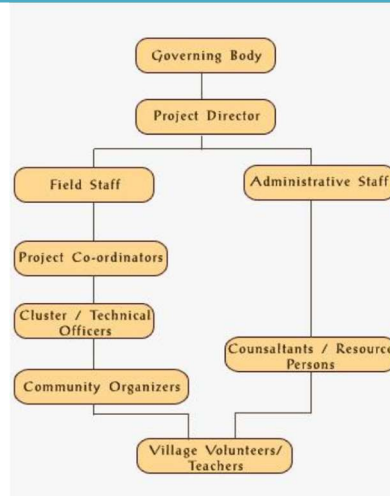 Governing Body
Project Director
Field Staff
Administrative Staff
Project Co-ordinators
Cluster / Technical
Officers
Counsaltants / Resource
Persons
Community Organizers
Village Volunteers/
Teachers